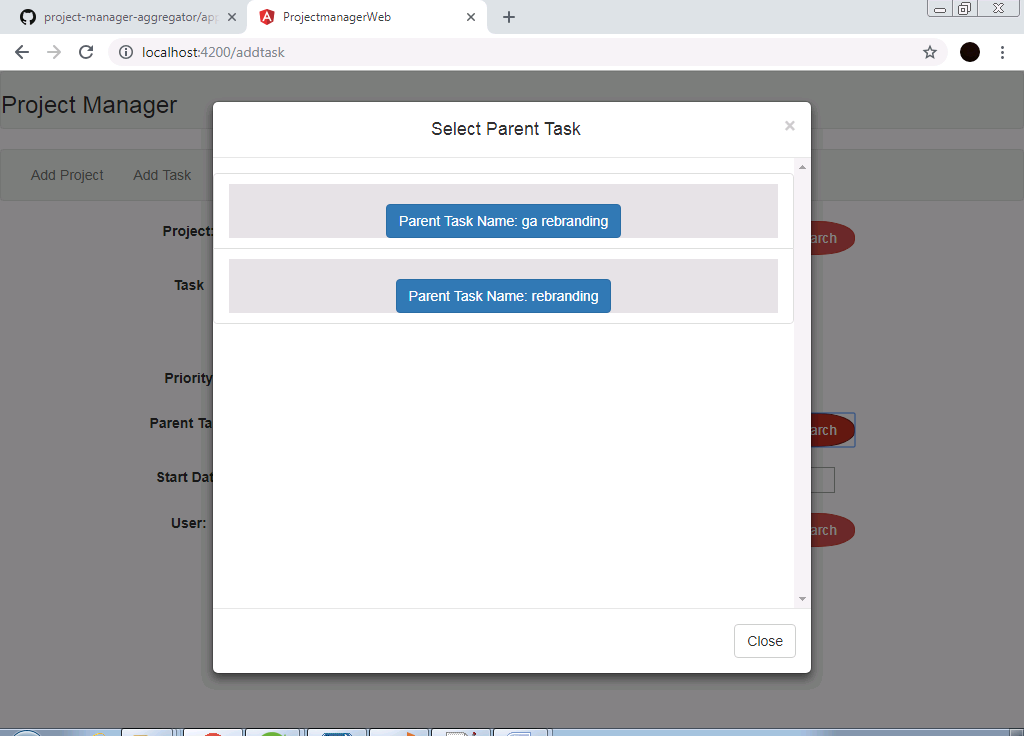 project-manager-aggregator/app
ProjectmanagerWeb
localhost:4200/addtask
Project Manager
Select Parent Task
×
Add Project Add Task
Parent Task Name: ga rebranding
Project: arch
Task
Parent Task Name: rebranding
Priority
Parent Ta arch
Start Dat
User: arch
Close